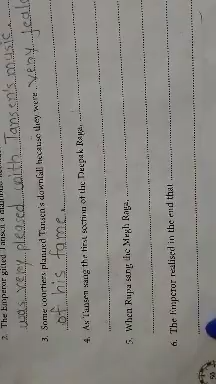 2. The Emperor gifted Tansen a
was very pleased with Tansen's music.
3. Some courtiers planned Tansen's downfall because they were very jealo
of his fame.
4. As Tansen sang the first section of the Deepak Raga,
5. When Rupa sang the Megh Raga,
6. The Emperor realised in the end that